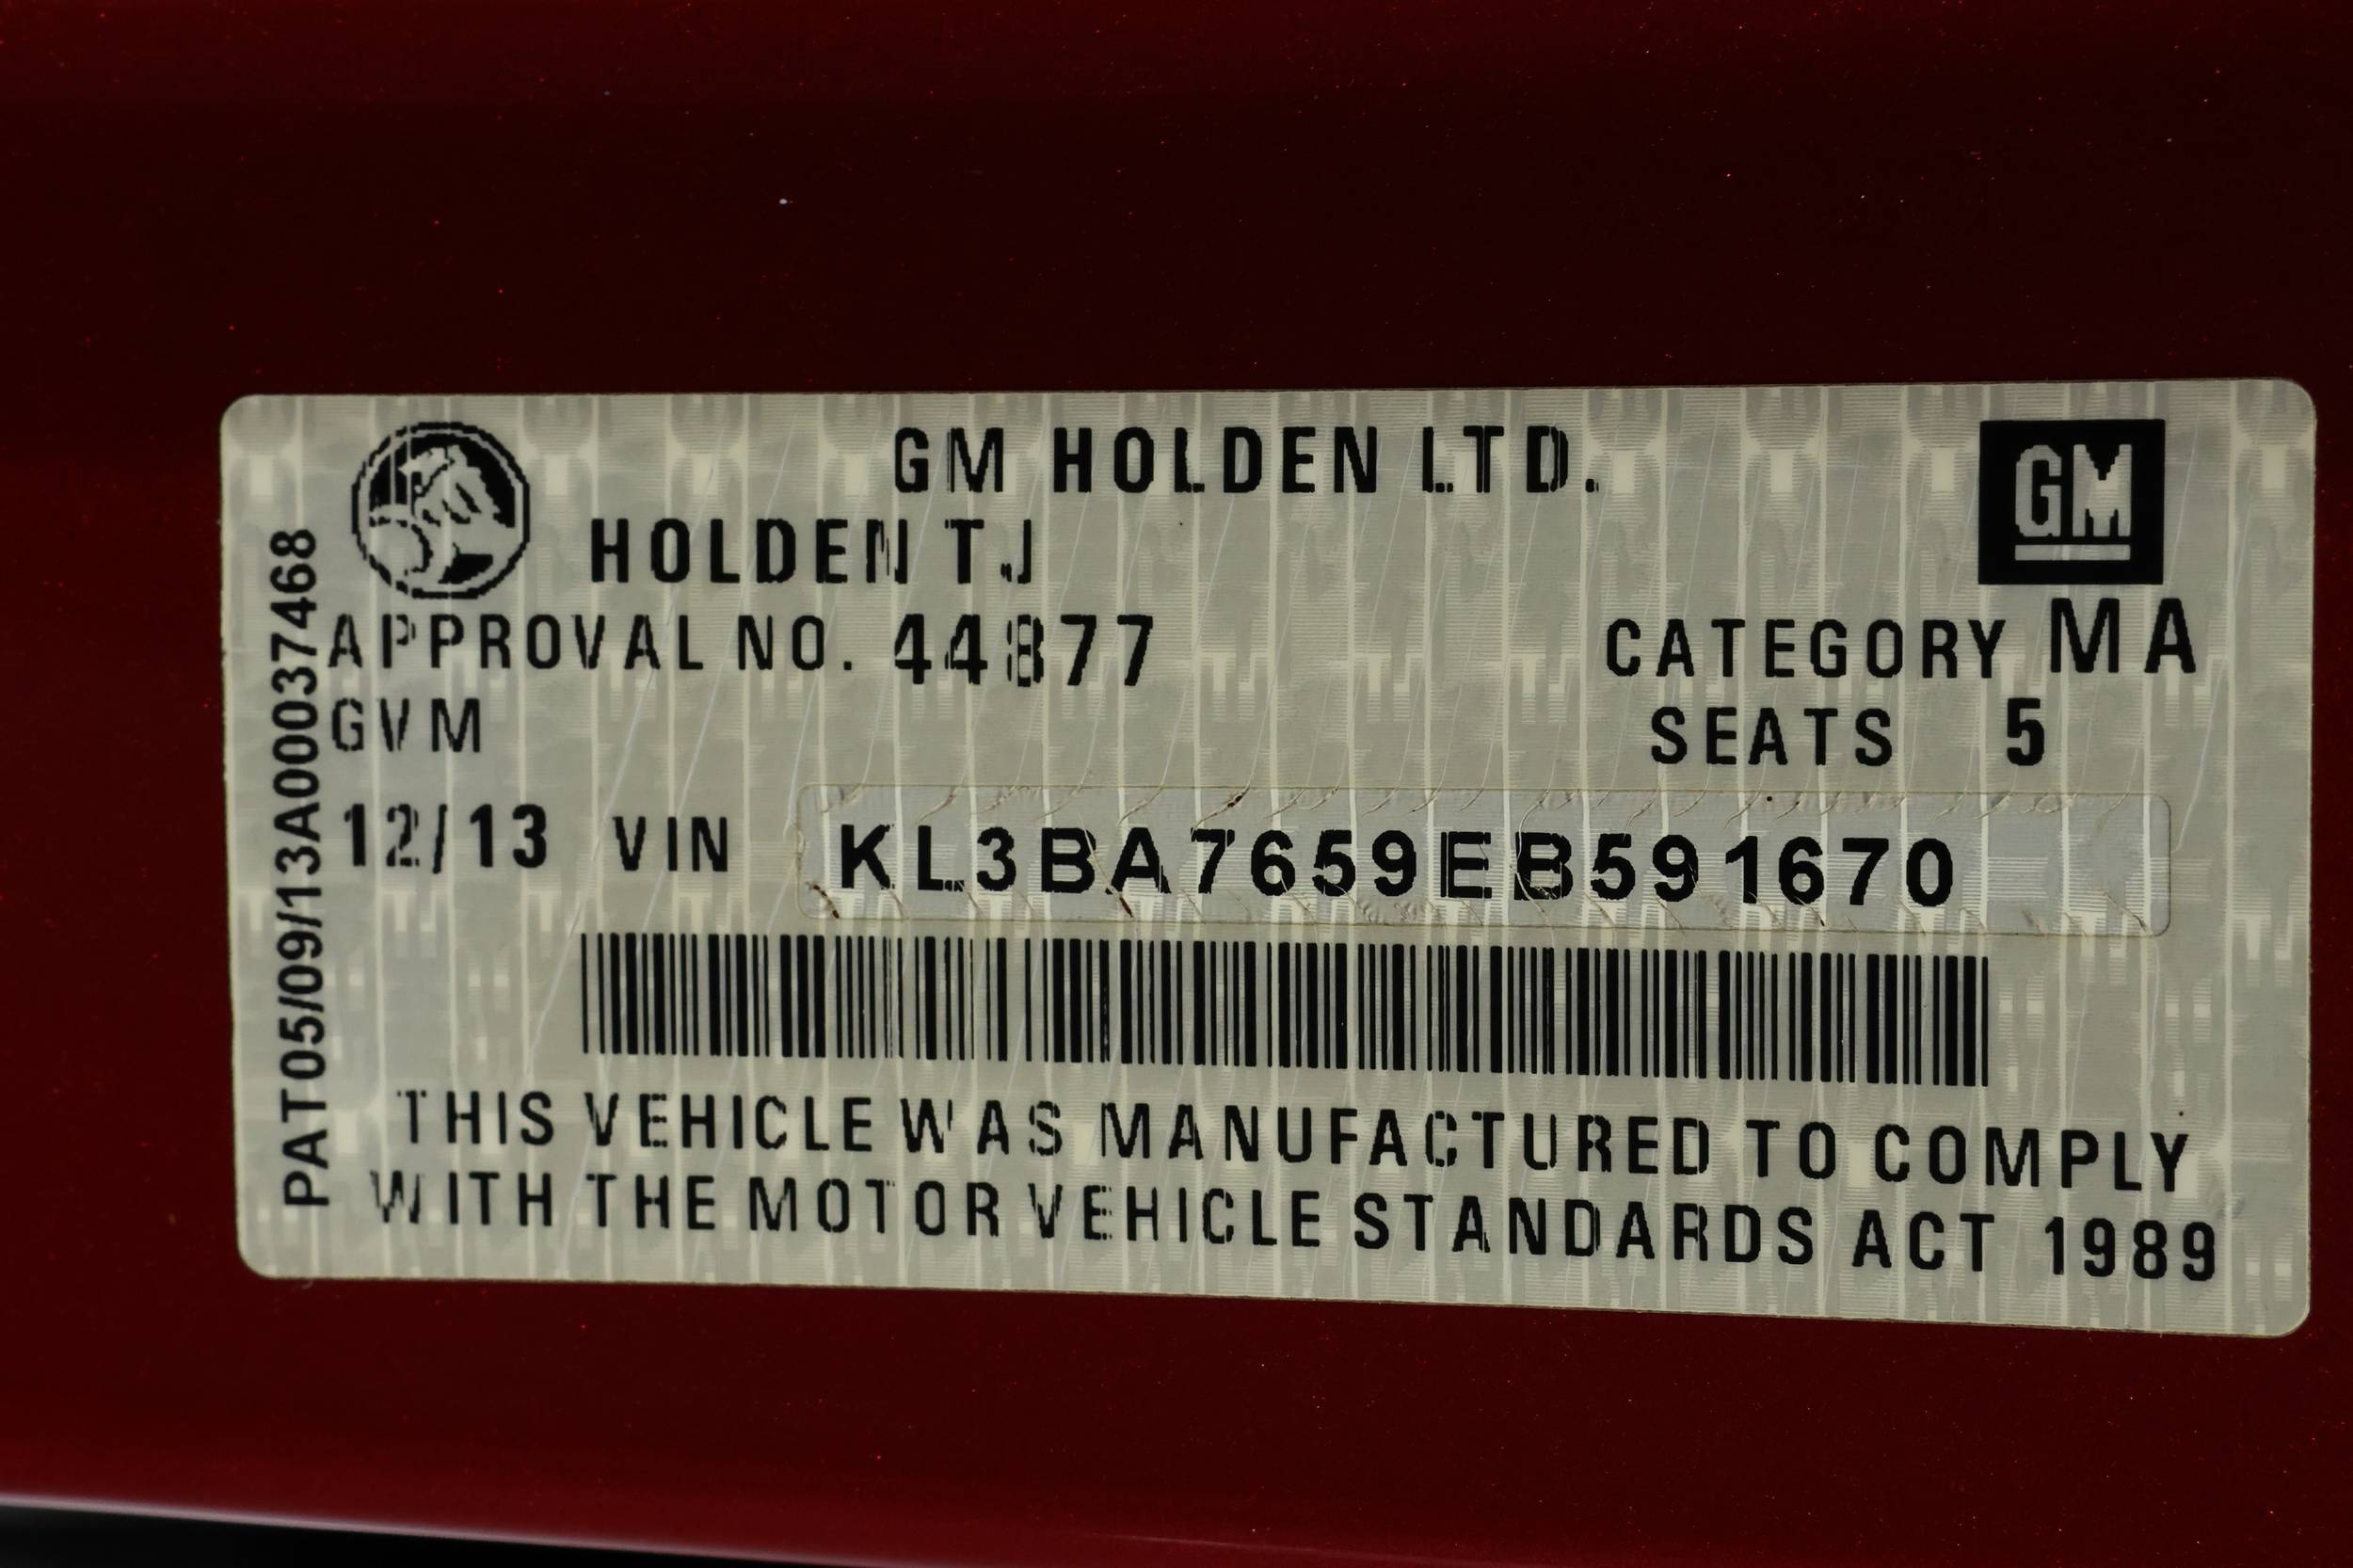 GM HOLDEN LTD.
GM
HOLDEN TJ
APPROVAL NO. 44877 CATEGORY MA
GVM SEATS 5
12/13 VIN KL3BA7659EB591670
THIS VEHICLE WAS MANUFACTURED TO COMPLY
WITH THE MOTOR VEHICLE STANDARDS ACT 1989
PAT05/09/13A00037468